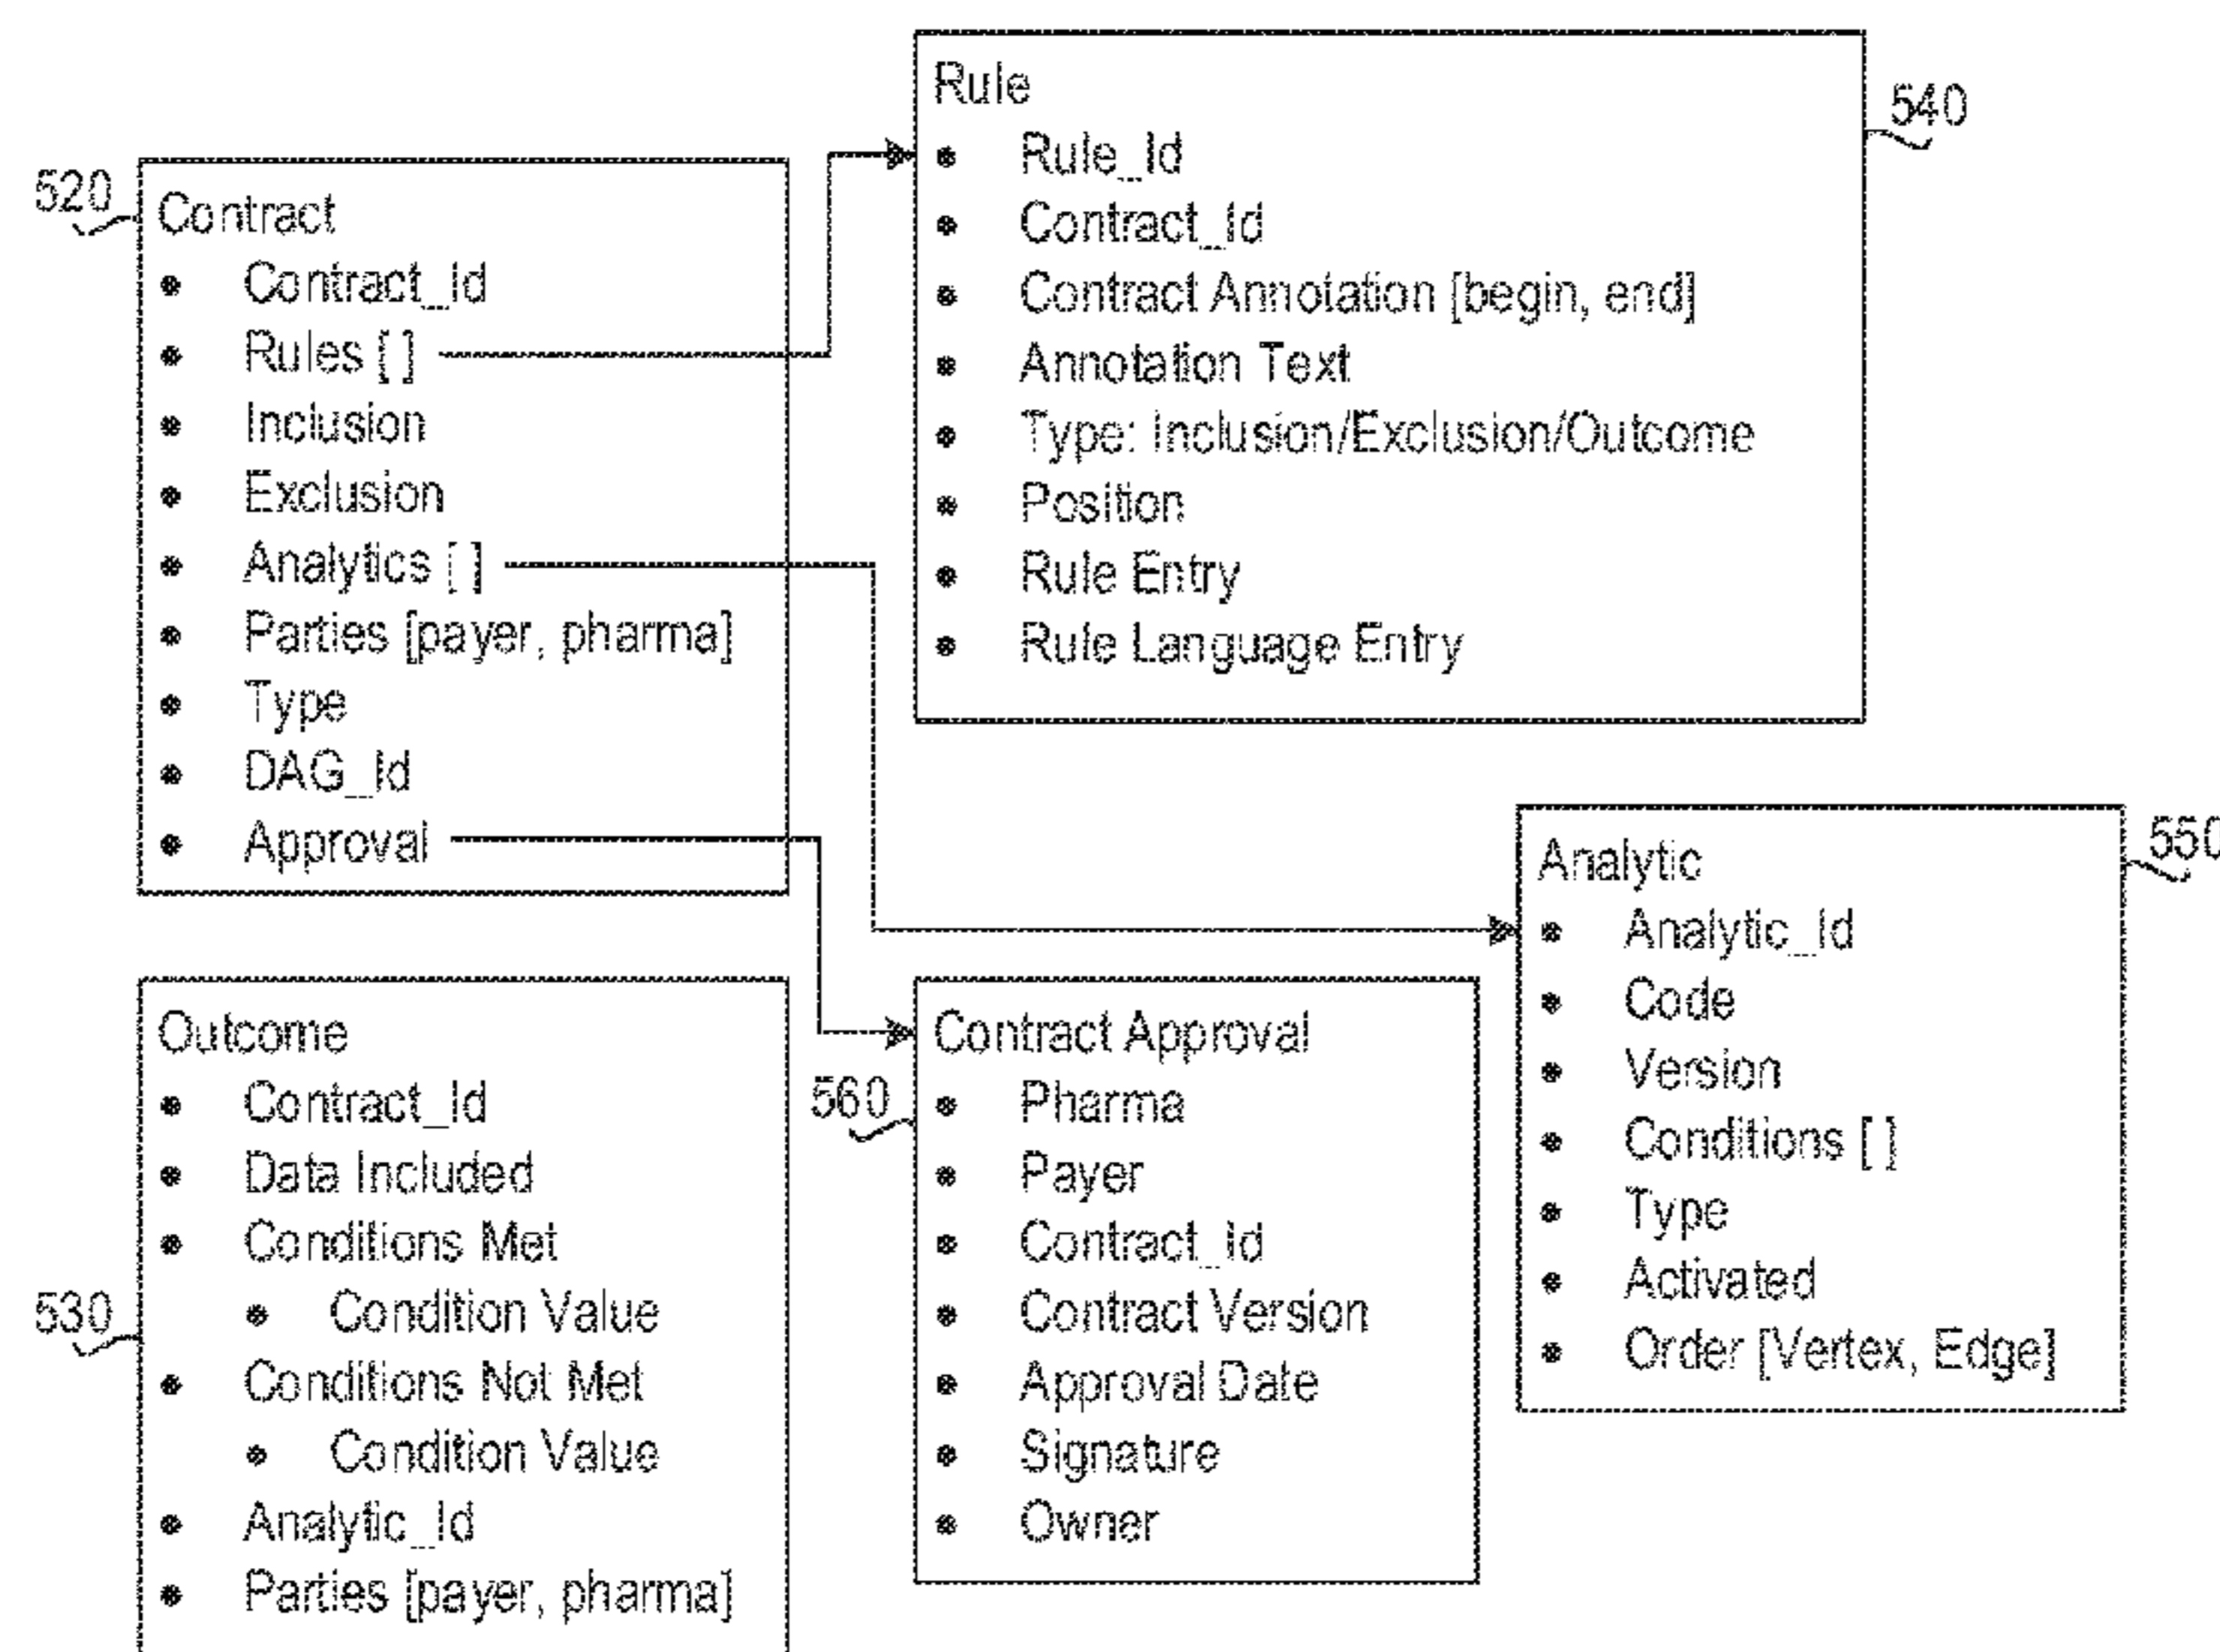 520
Contract
• Contract_Id
• Rules [ ]
• Inclusion
• Exclusion
• Analytics [ ]
• Parties [payer, pharma]
• Type
• DAG_Id
• Approval
Rule
• Rule_Id
• Contract_Id
• Contract Annotation [begin, end]
• Annotation Text
• Type: Inclusion/Exclusion/Outcome
• Position
• Rule Entry
• Rule Language Entry
540
530
Outcome
• Contract_Id
• Data Included
• Conditions Met
• Condition Value
• Conditions Not Met
• Condition Value
• Analytic_Id
• Parties [payer, pharma]
560
Contract Approval
• Pharma
• Payer
• Contract_Id
• Contract Version
• Approval Date
• Signature
• Owner
Analytic
• Analytic_Id
• Code
• Version
• Conditions [ ]
• Type
• Activated
• Order [Vertex, Edge]
550